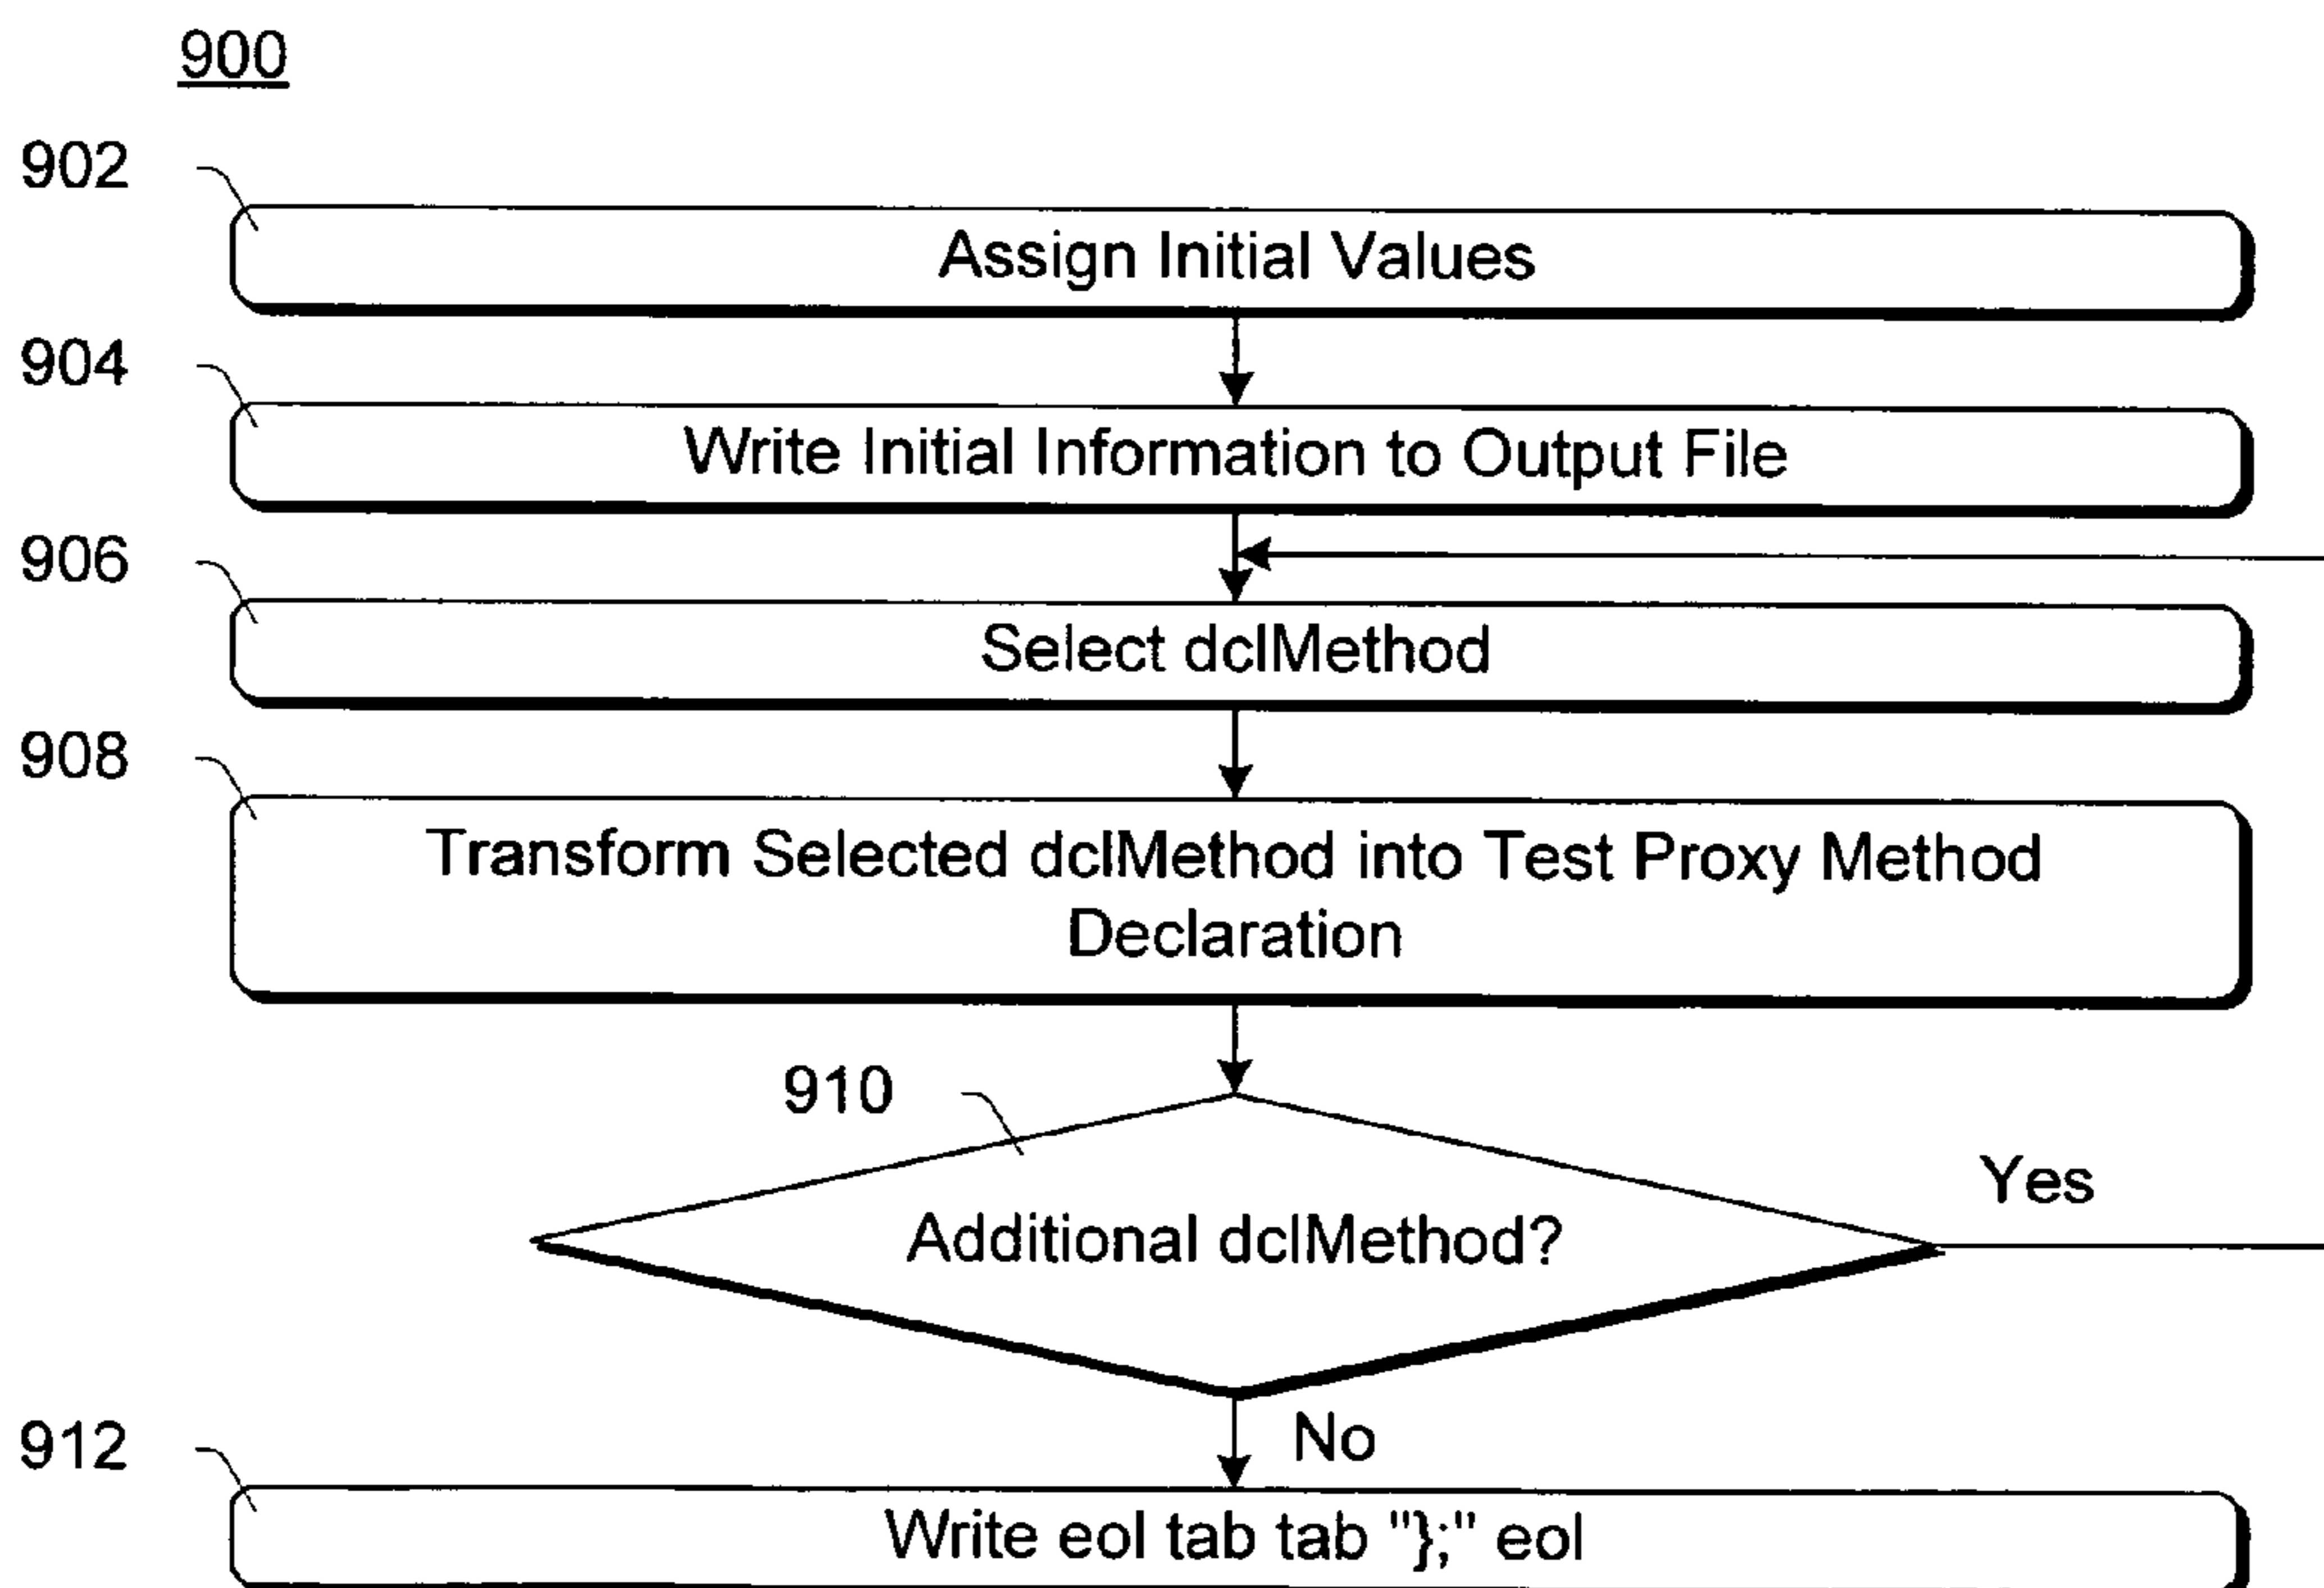 900
902
Assign Initial Values
904
Write Initial Information to Output File
906
Select dclMethod
908
Transform Selected dclMethod into Test Proxy Method
Declaration
910
Additional dclMethod?
Yes
No
912
Write eol tab tab "};" eol